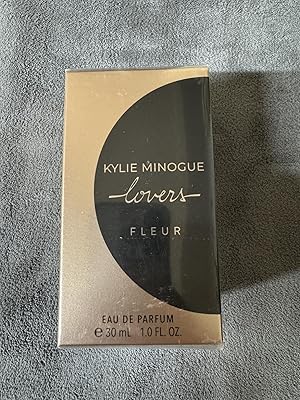 KYLIE MINOGUE
lovers
FLEUR
EAU DE PARFUM
e 30 mL 1.0 FL. OZ.